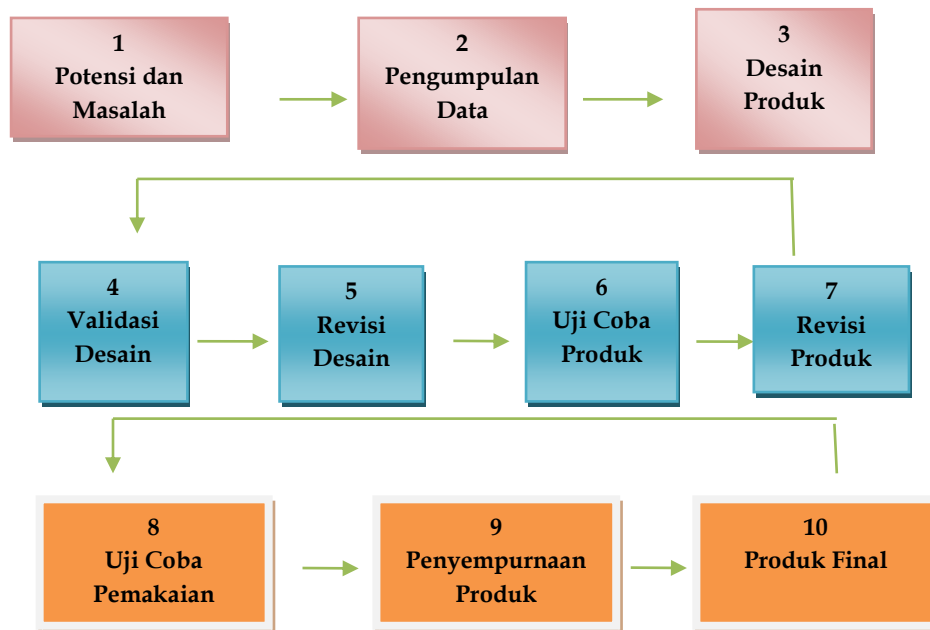 1
Potensi dan
Masalah
2
Pengumpulan
Data
3
Desain
Produk
4
Validasi
Desain
5
Revisi
Desain
6
Uji Coba
Produk
7
Revisi
Produk
8
Uji Coba
Pemakaian
9
Penyempurnaan
Produk
10
Produk Final